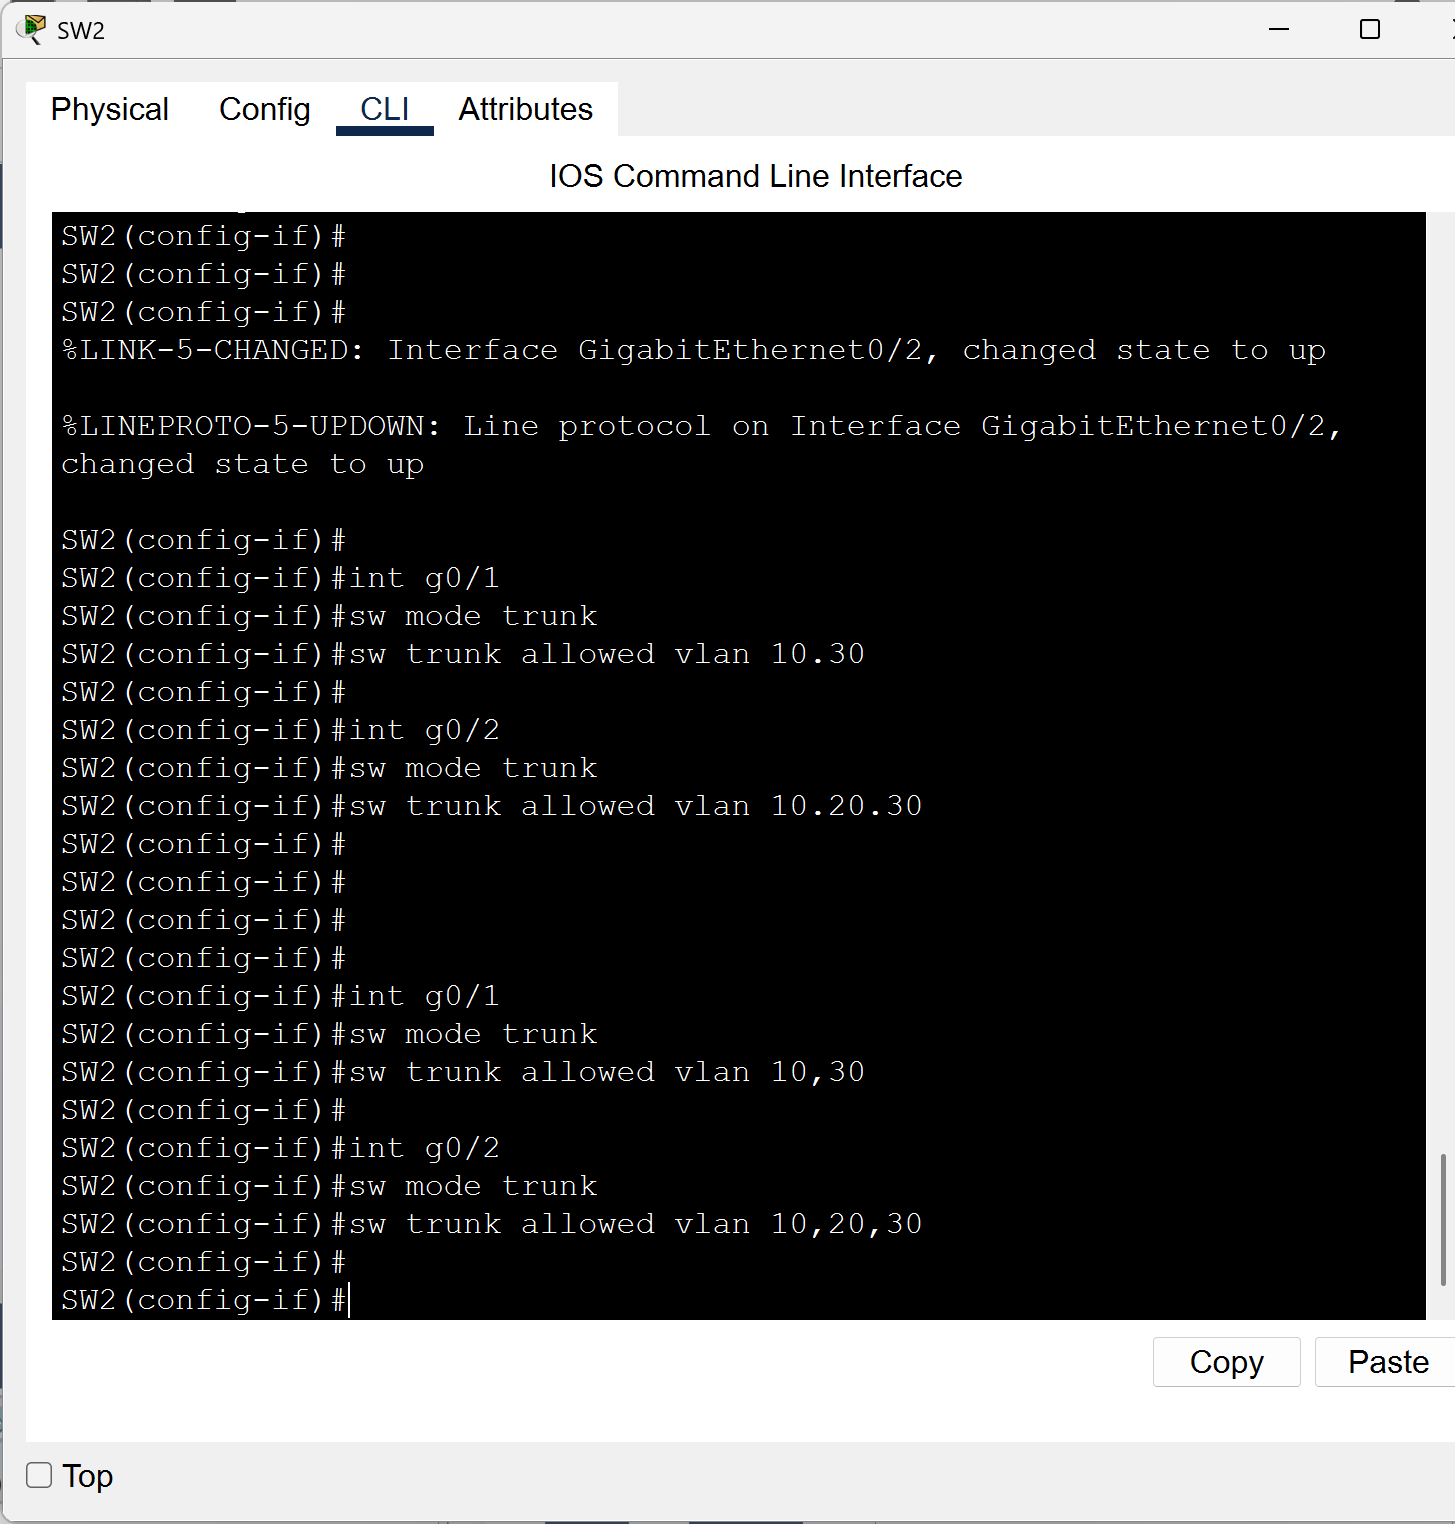 SW2
Physical Config CLI Attributes
IOS Command Line Interface
SW2(config-if)#
SW2(config-if)#
SW2(config-if)#
%LINK-5-CHANGED: Interface GigabitEthernet0/2, changed state to up
%LINEPROTO-5-UPDOWN: Line protocol on Interface GigabitEthernet0/2,
changed state to up
SW2(config-if)#
SW2(config-if)#int g0/1
SW2(config-if)#sw mode trunk
SW2(config-if)#sw trunk allowed vlan 10.30
SW2(config-if)#
SW2(config-if)#int g0/2
SW2(config-if)#sw mode trunk
SW2(config-if)#sw trunk allowed vlan 10.20.30
SW2(config-if)#
SW2(config-if)#
SW2(config-if)#
SW2(config-if)#
SW2(config-if)#int g0/1
SW2(config-if)#sw mode trunk
SW2(config-if)#sw trunk allowed vlan 10,30
SW2(config-if)#
SW2(config-if)#int g0/2
SW2(config-if)#sw mode trunk
SW2(config-if)#sw trunk allowed vlan 10,20,30
SW2(config-if)#
SW2(config-if)#
Copy Paste
Top